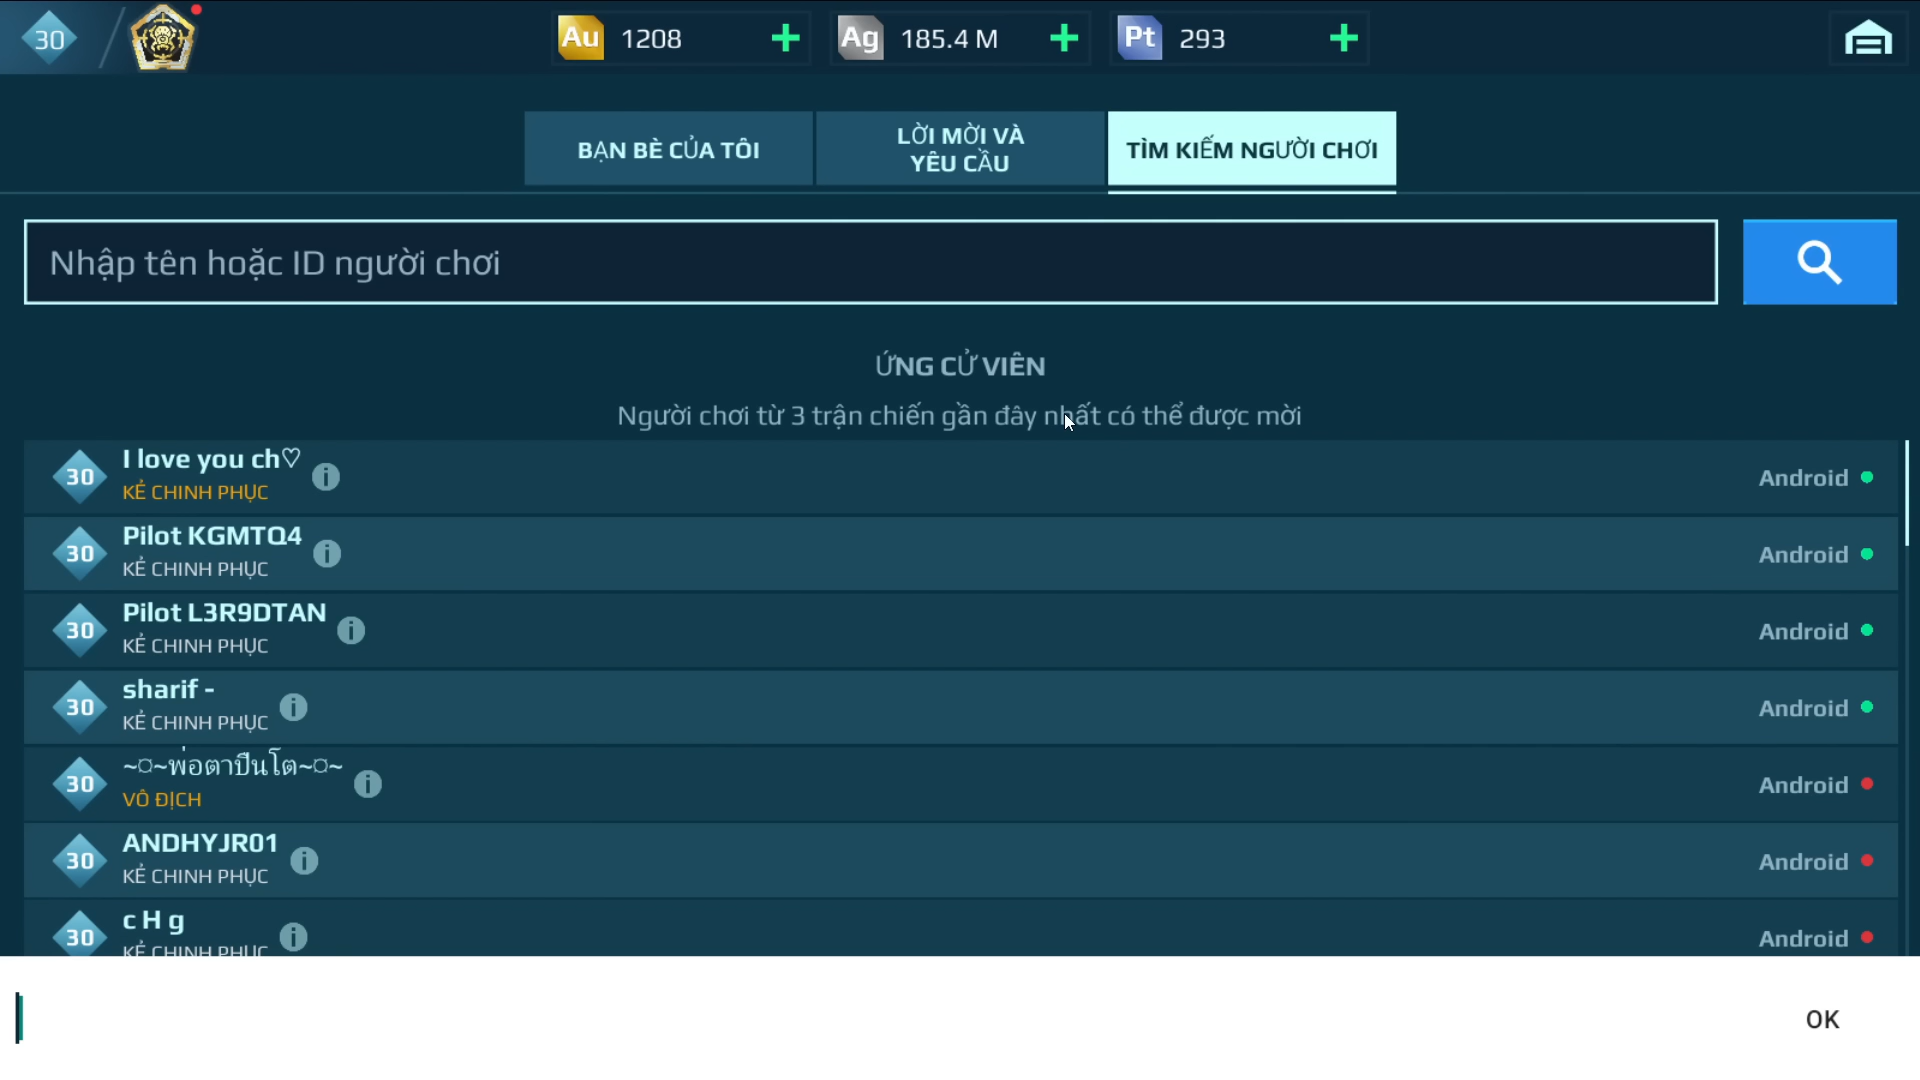 30
Au 1208
Ag 185.4 M
Pt 293
BẠN BÈ CỦA TÔI
LỜI MỜI VÀ
YÊU CẦU
TÌM KIẾM NGƯỜI CHƠI
Nhập tên hoặc ID người chơi
ỨNG CỬ VIÊN
Người chơi từ 3 trận chiến gần đây nhất có thể được mời
30 I love you ch♡ Android
KẺ CHINH PHỤC
30 Pilot KGMTQ4 Android
KẺ CHINH PHỤC
30 Pilot L3R9DTAN Android
KẺ CHINH PHỤC
30 sharif - Android
KẺ CHINH PHỤC
30 ~¤~พ่อตาปืนโต~¤~ Android
VÔ ĐỊCH
30 ANDHYJR01 Android
KẺ CHINH PHỤC
30 c H g Android
KẺ CHINH PHỤC
OK